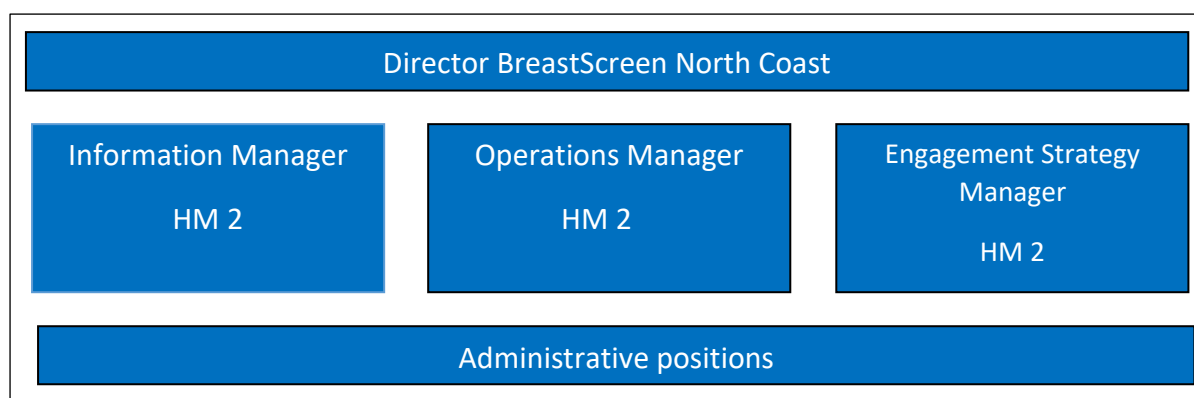 Director BreastScreen North Coast
Information Manager
HM 2
Operations Manager
HM 2
Engagement Strategy
Manager
HM 2
Administrative positions